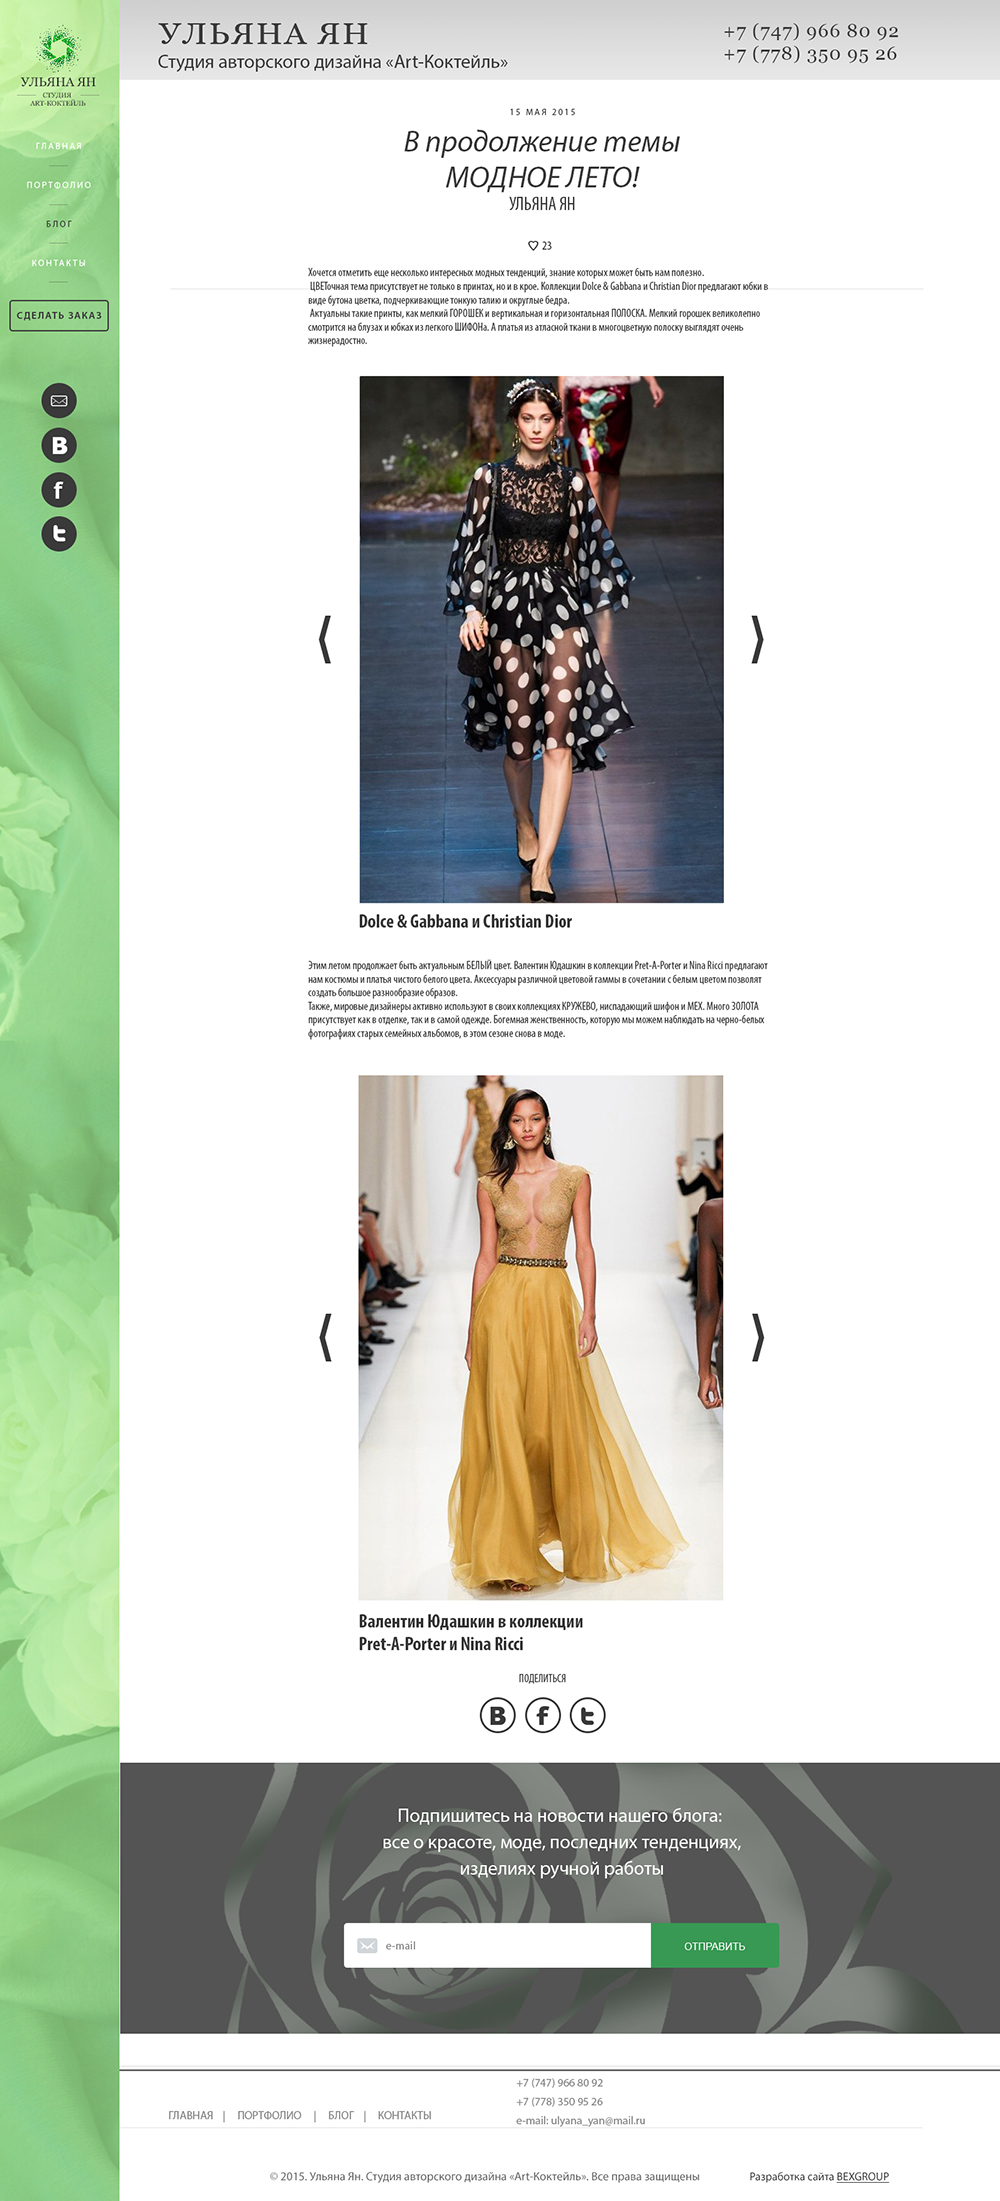 УЛЬЯНА ЯН
СТУДИЯ
ART-КОКТЕЙЛЬ
ГЛАВНАЯ
ПОРТФОЛИО
БЛОГ
КОНТАКТЫ
СДЕЛАТЬ ЗАКАЗ
УЛЬЯНА ЯН
Студия авторского дизайна «Art-Коктейль»
+7 (747) 966 80 92
+7 (778) 350 95 26
15 МАЯ 2015
В продолжение темы
МОДНОЕ ЛЕТО!
УЛЬЯНА ЯН
23
Хочется отметить еще несколько интересных модных тенденций, знание которых может быть нам полезно.
ЦВЕТочная тема присутствует не только в принтах, но и в крое. Коллекции Dolce & Gabbana и Christian Dior предлагают юбки в
виде бутона цветка, подчеркивающие тонкую талию и округлые бедра.
Актуальны такие принты, как мелкий ГОРОШЕК и вертикальная и горизонтальная ПОЛОСКА. Мелкий горошек великолепно
смотрится на блузах и юбках из легкого ШИФОНа. А платья из атласной ткани в многоцветную полоску выглядят очень
жизнерадостно.
Dolce & Gabbana и Christian Dior
Этим летом продолжает быть актуальным БЕЛЫЙ цвет. Валентин Юдашкин в коллекции Pret-A-Porter и Nina Ricci предлагают
нам костюмы и платья чистого белого цвета. Аксессуары различной цветовой гаммы в сочетании с белым цветом позволят
создать большое разнообразие образов.
Также, мировые дизайнеры активно используют в своих коллекциях КРУЖЕВО, ниспадающий шифон и МЕХ. Много ЗОЛОТА
присутствует как в отделке, так и в самой одежде. Богемная женственность, которую мы можем наблюдать на черно-белых
фотографиях старых семейных альбомов, в этом сезоне снова в моде.
Валентин Юдашкин в коллекции
Pret-A-Porter и Nina Ricci
ПОДЕЛИТЬСЯ
B f t
Подпишитесь на новости нашего блога:
все о красоте, моде, последних тенденциях,
изделиях ручной работы
e-mail
ОТПРАВИТЬ
ГЛАВНАЯ | ПОРТФОЛИО | БЛОГ | КОНТАКТЫ
+7 (747) 966 80 92
+7 (778) 350 95 26
e-mail: ulyana_yan@mail.ru
© 2015. Ульяна Ян. Студия авторского дизайна «Art-Коктейль». Все права защищены
Разработка сайта BEXGROUP